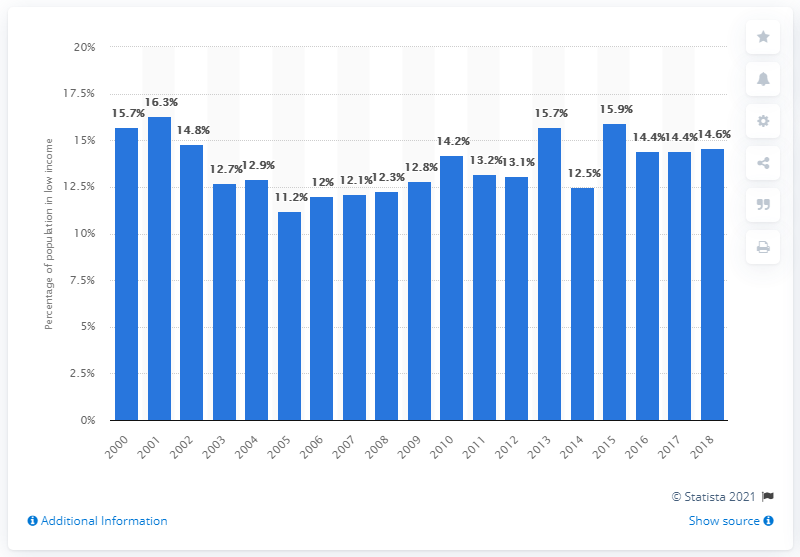 20%
17.5%
15%
12.5%
10%
7.5%
5%
2.5%
0%
Percentage of population in low income
15.7% 16.3% 14.8% 12.7% 12.9% 11.2% 12% 12.1% 12.3% 12.8% 14.2% 13.2% 13.1% 15.7% 12.5% 15.9% 14.4% 14.4% 14.6%
2000 2001 2002 2003 2004 2005 2006 2007 2008 2009 2010 2011 2012 2013 2014 2015 2016 2017 2018
© Statista 2021
Additional Information
Show source